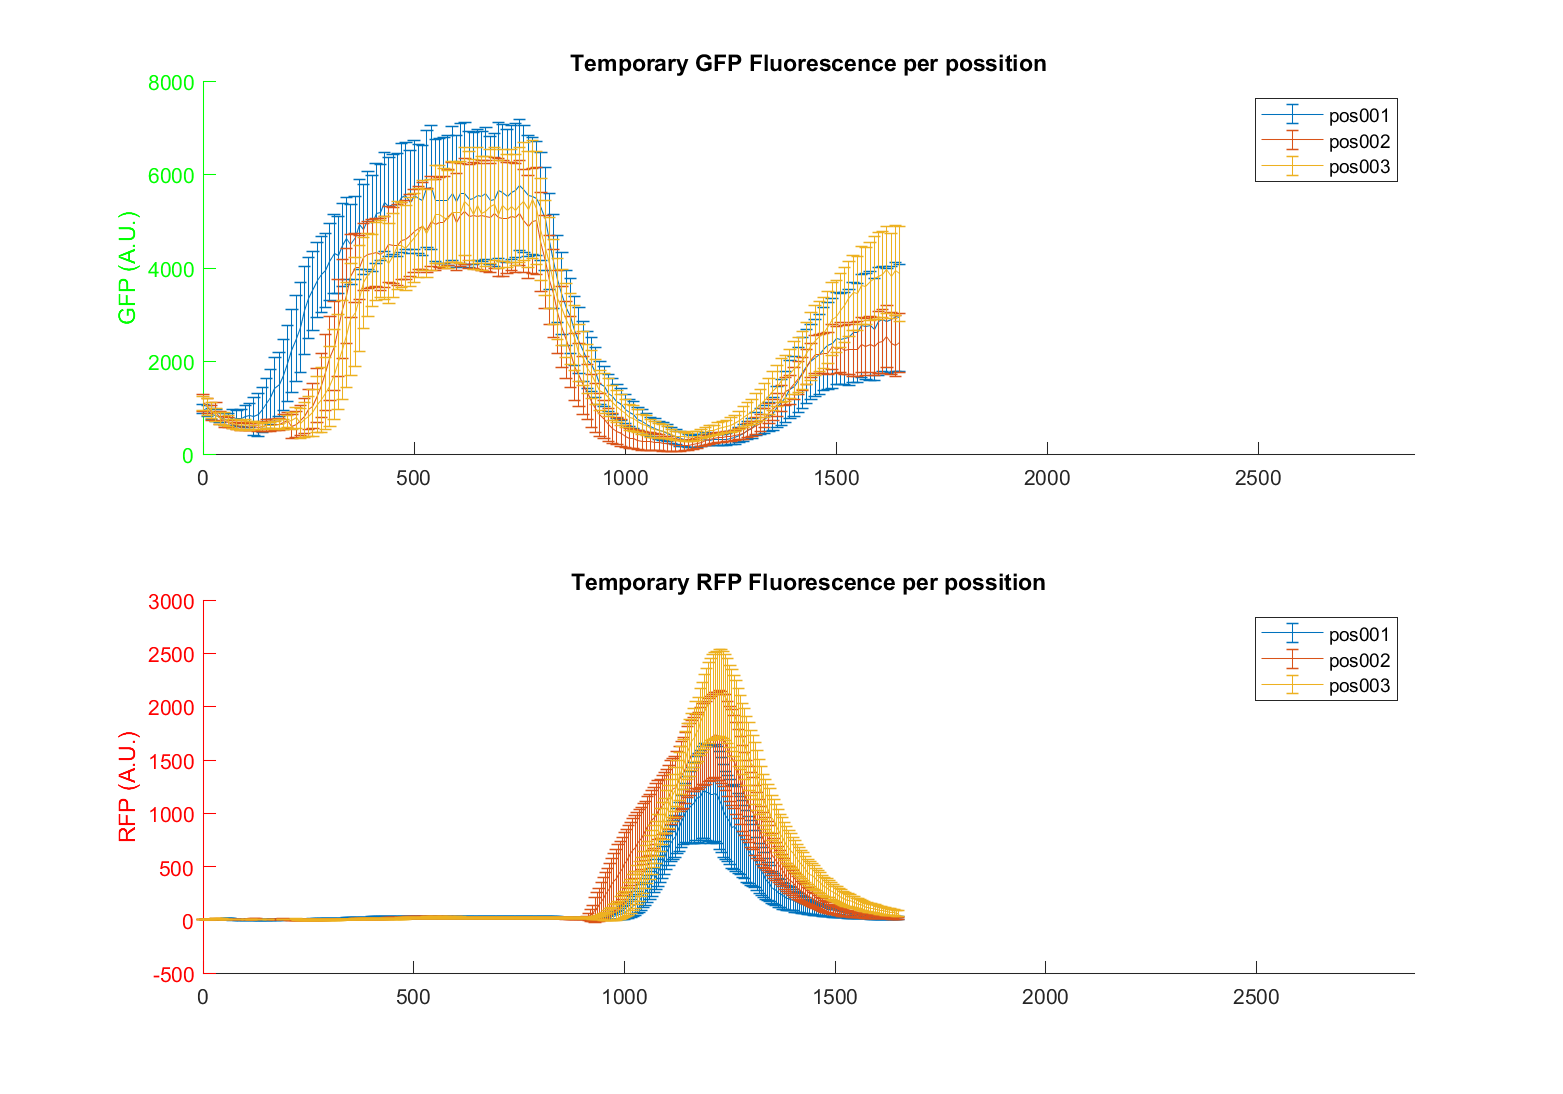 Temporary GFP Fluorescence per possition
8000
6000
4000
2000
0
GFP (A.U.)
0 500 1000 1500 2000 2500
pos001
pos002
pos003
Temporary RFP Fluorescence per possition
3000
2500
2000
1500
1000
500
0
-500
RFP (A.U.)
0 500 1000 1500 2000 2500
pos001
pos002
pos003